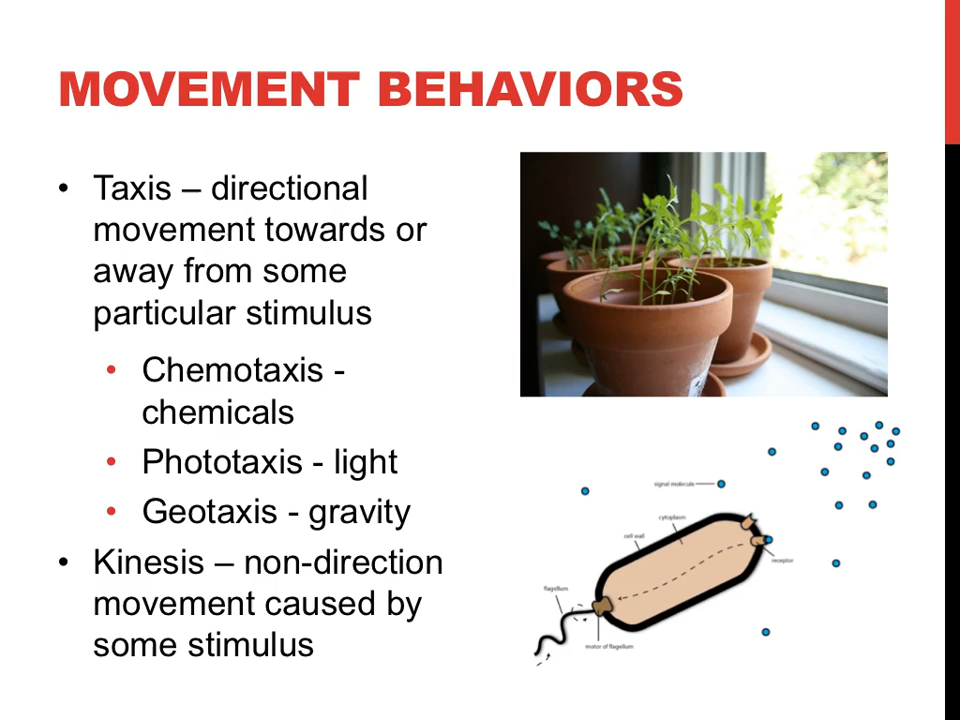 MOVEMENT BEHAVIORS
• Taxis – directional
movement towards or
away from some
particular stimulus
• Chemotaxis -
chemicals
• Phototaxis - light
• Geotaxis - gravity
• Kinesis – non-direction
movement caused by
some stimulus
signal molecule
cytoplasm
cell wall
receptor
flagellum
motor of flagellum